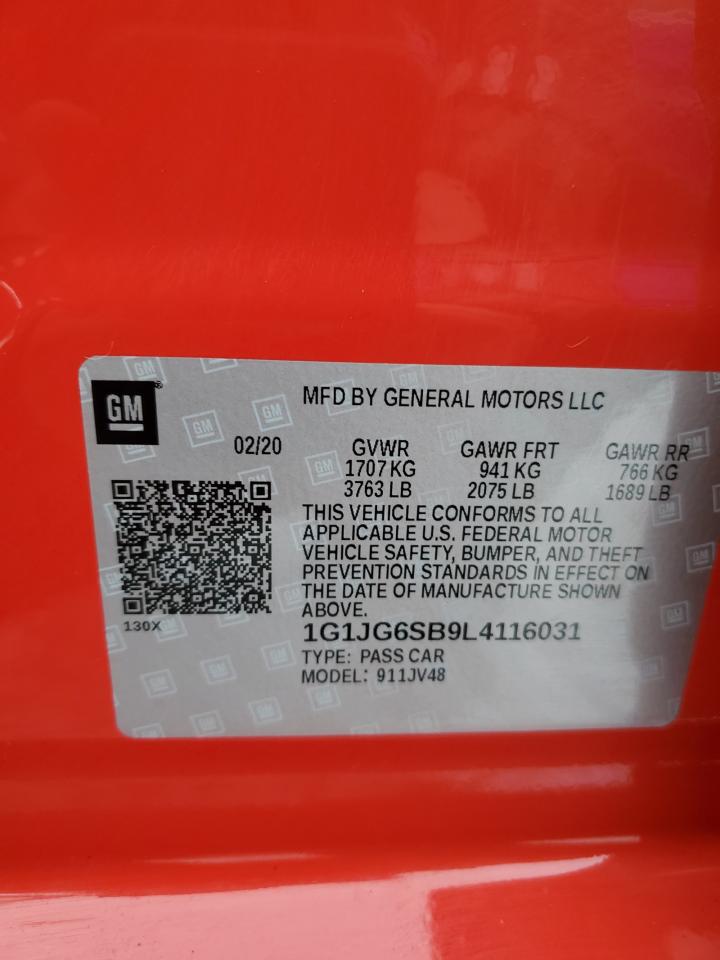 GM
MFD BY GENERAL MOTORS LLC
02/20
GVWR GAWR FRT GAWR RR
1707 KG 941 KG 766 KG
3763 LB 2075 LB 1689 LB
THIS VEHICLE CONFORMS TO ALL
APPLICABLE U.S. FEDERAL MOTOR
VEHICLE SAFETY, BUMPER, AND THEFT
PREVENTION STANDARDS IN EFFECT ON
THE DATE OF MANUFACTURE SHOWN
ABOVE.
130X
1G1JG6SB9L4116031
TYPE: PASS CAR
MODEL: 911JV48